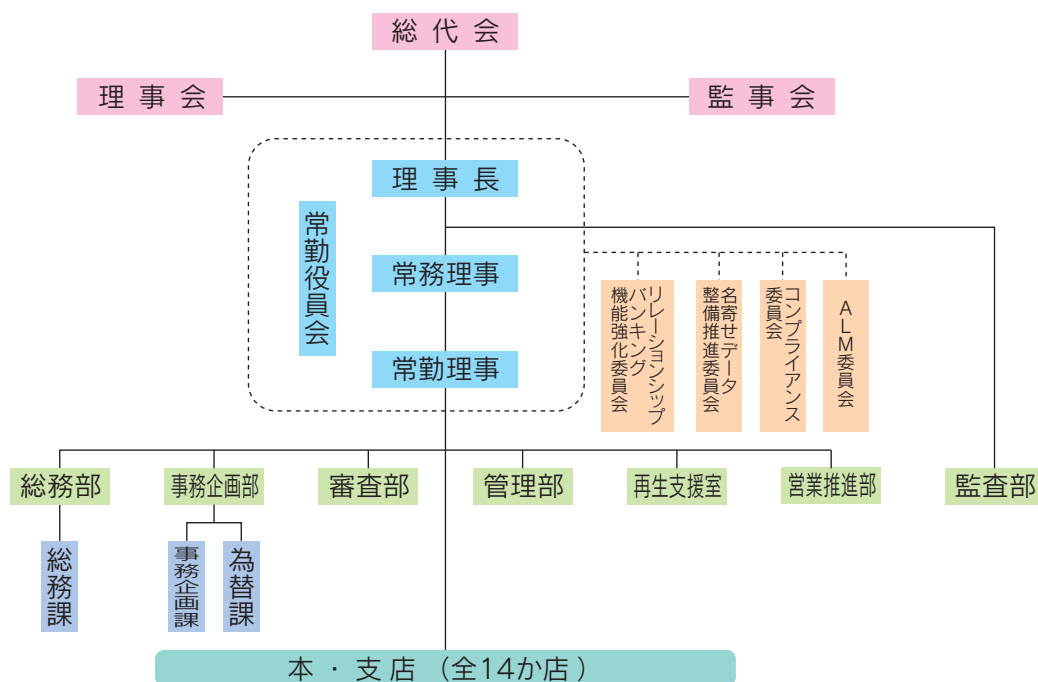 総代会
理事会
監事会
理事長
常勤役員会
常務理事
常勤理事
リレーションシップ
バンキング
機能強化委員会
名寄せデータ
整備推進委員会
コンプライアンス
委員会
ALM委員会
総務部
事務企画部
審査部
管理部
再生支援室
営業推進部
監査部
総務課
事務企画課
為替課
本・支店（全14か店）